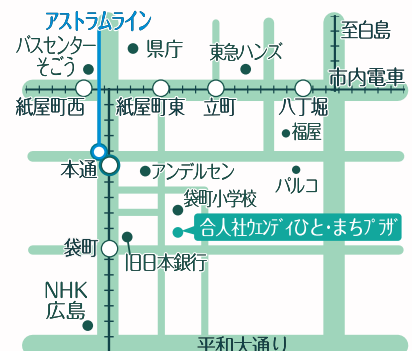 アストラムライン
バスセンター
そごう
県庁
東急ハンズ
至白島
市内電車
紙屋町西
紙屋町東
立町
八丁堀
福屋
本通
アンデルセン
パルコ
袋町小学校
合人社ウェンディひと・まちプラザ
袋町
旧日本銀行
NHK
広島
平和大通り